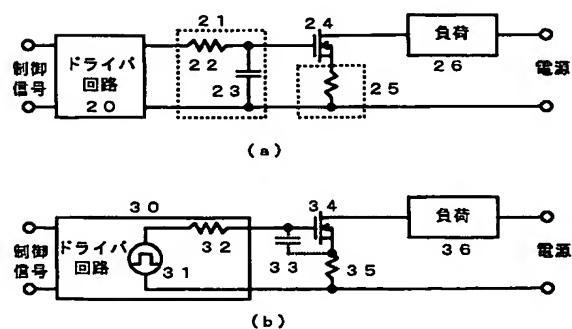 21
24
負荷
26
電源
制御
信号
ドライバ
回路
20
22
23
25
(a)
30
34
負荷
36
電源
制御
信号
ドライバ
回路
31
32
33
35
(b)